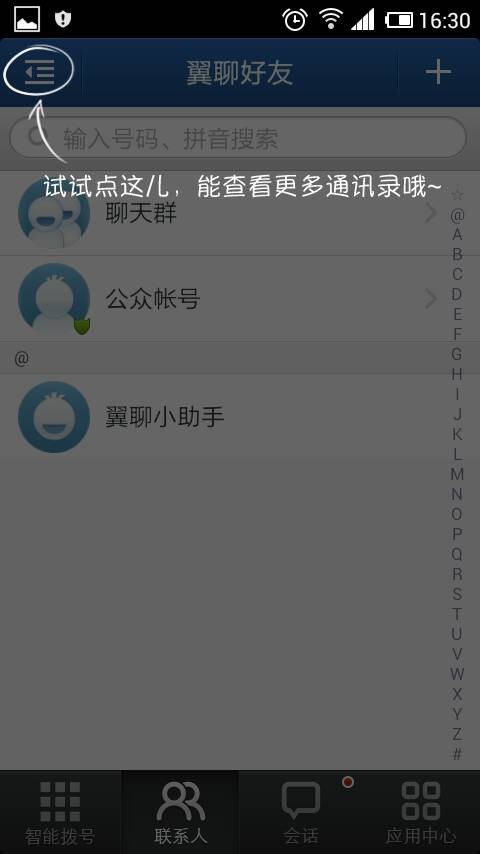 16:30
翼聊好友
输入号码、拼音搜索
试试点这儿，能查看更多通讯录哦~
聊天群
公众帐号
@
翼聊小助手
☆
@
A
B
C
D
E
F
G
H
I
J
K
L
M
N
O
P
Q
R
S
T
U
V
W
X
Y
Z
#
智能拨号
联系人
会话
应用中心